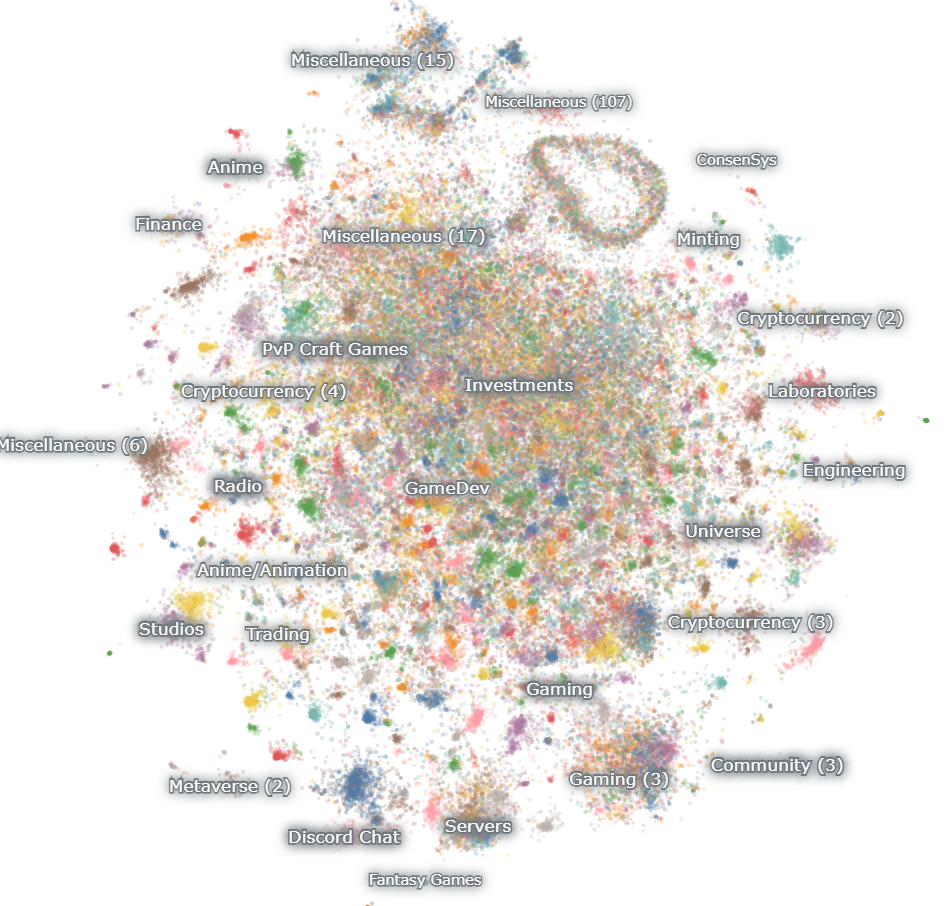 Miscellaneous (15)
Miscellaneous (107)
ConsenSys
Anime
Finance
Miscellaneous (17)
Minting
Cryptocurrency (2)
PvP Craft Games
Investments
Cryptocurrency (4)
Laboratories
Miscellaneous (6)
Engineering
Radio
GameDev
Universe
Anime/Animation
Studios
Trading
Cryptocurrency (3)
Gaming
Community (3)
Gaming (3)
Metaverse (2)
Servers
Discord Chat
Fantasy Games